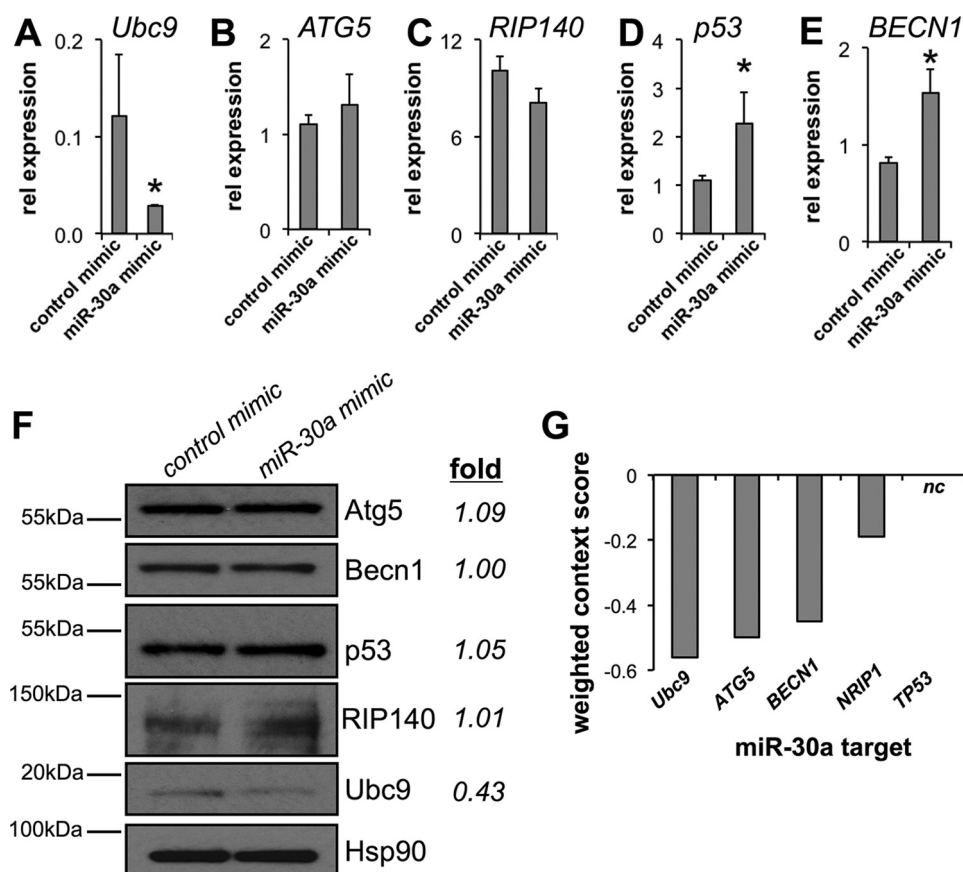 A Ubc9
rel expression
0.2
0.1
0.0
*
control mimic
miR-30a mimic
B ATG5
rel expression
2
1
0
control mimic
miR-30a mimic
C RIP140
rel expression
12
9
6
3
0
control mimic
miR-30a mimic
D p53
rel expression
4
3
2
1
0
*
control mimic
miR-30a mimic
E BECN1
rel expression
2
1
0
*
control mimic
miR-30a mimic
F
control mimic
miR-30a mimic
fold
55kDa Atg5 1.09
55kDa Becn1 1.00
55kDa p53 1.05
150kDa RIP140 1.01
20kDa Ubc9 0.43
100kDa Hsp90
G
weighted context score
0
-0.2
-0.4
-0.6
nc
Ubc9
ATG5
BECN1
NRIP1
TP53
miR-30a target